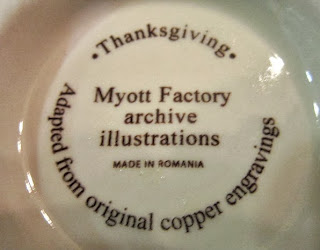 • Thanksgiving •
Myott Factory
archive
illustrations
MADE IN ROMANIA
Adapted from original copper engravings